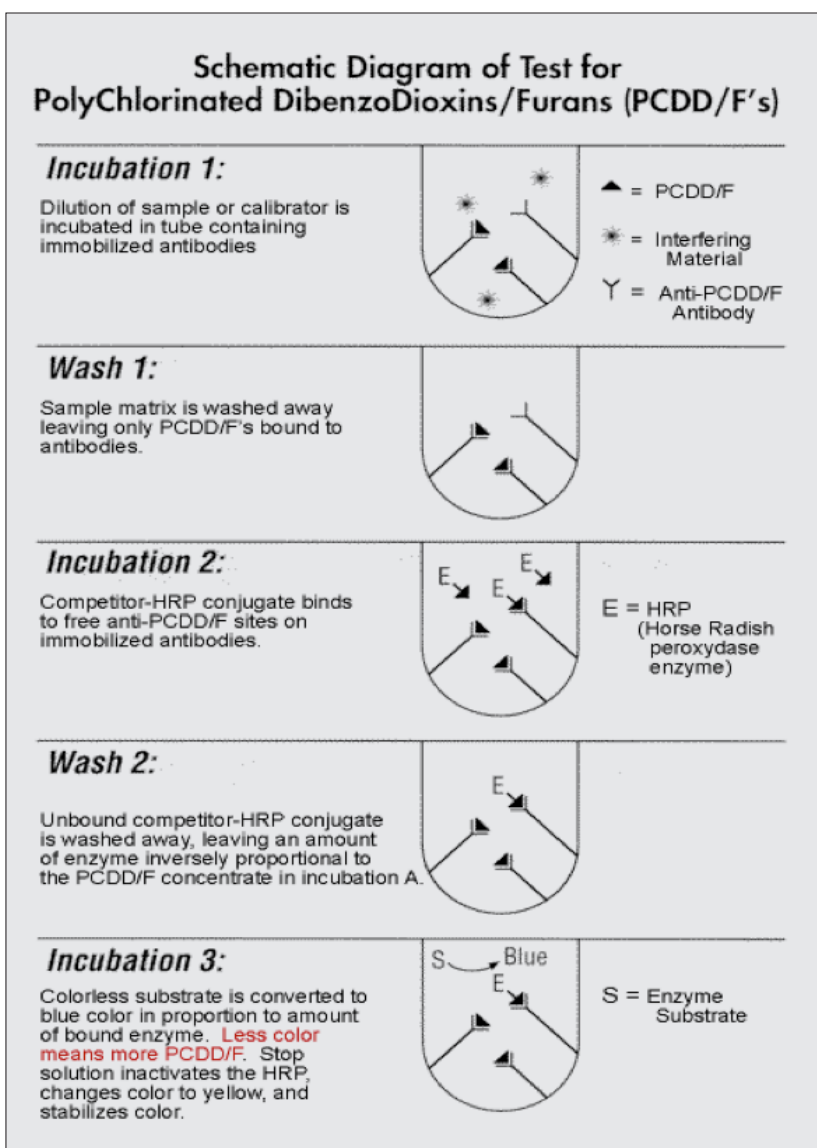 Schematic Diagram of Test for
PolyChlorinated DibenzoDioxins/Furans (PCDD/F's)
Incubation 1:
Dilution of sample or calibrator is
incubated in tube containing
immobilized antibodies
= PCDD/F
= Interfering
Material
Y = Anti-PCDD/F
Antibody
Wash 1:
Sample matrix is washed away
leaving only PCDD/F's bound to
antibodies.
Incubation 2:
Competitor-HRP conjugate binds
to free anti-PCDD/F sites on
immobilized antibodies.
E
E
E
E = HRP
(Horse Radish
peroxydase
enzyme)
Wash 2:
Unbound competitor-HRP conjugate
is washed away, leaving an amount
of enzyme inversely proportional to
the PCDD/F concentrate in incubation A.
E
Incubation 3:
Colorless substrate is converted to
blue color in proportion to amount
of bound enzyme. Less color
means more PCDD/F. Stop
solution inactivates the HRP,
changes color to yellow, and
stabilizes color.
S Blue
E
S = Enzyme
Substrate